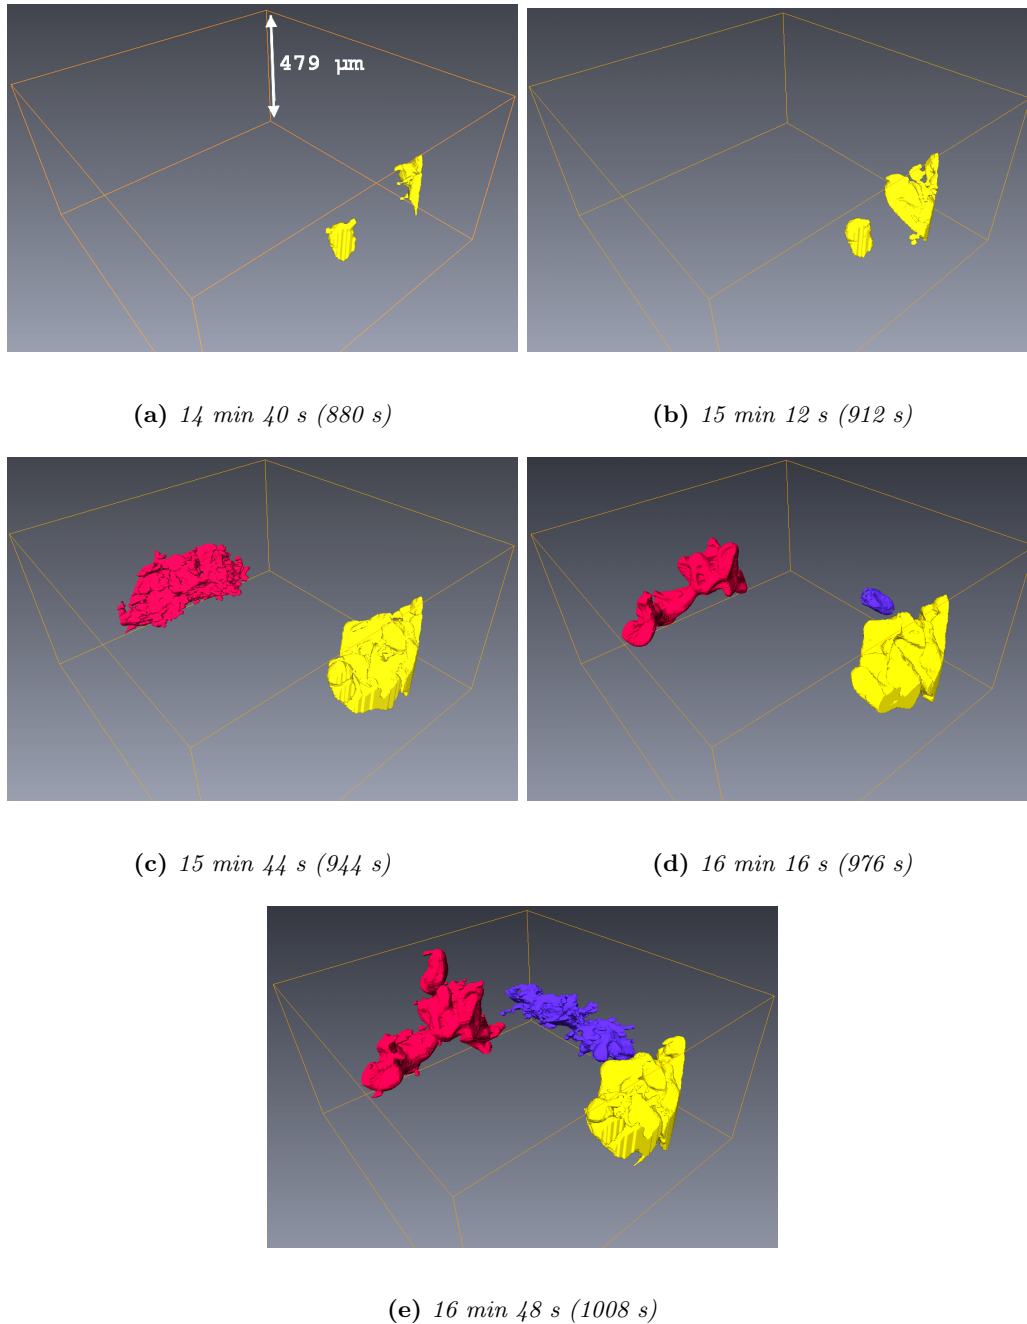 479 µm
(a) 14 min 40 s (880 s)
(b) 15 min 12 s (912 s)
(c) 15 min 44 s (944 s)
(d) 16 min 16 s (976 s)
(e) 16 min 48 s (1008 s)